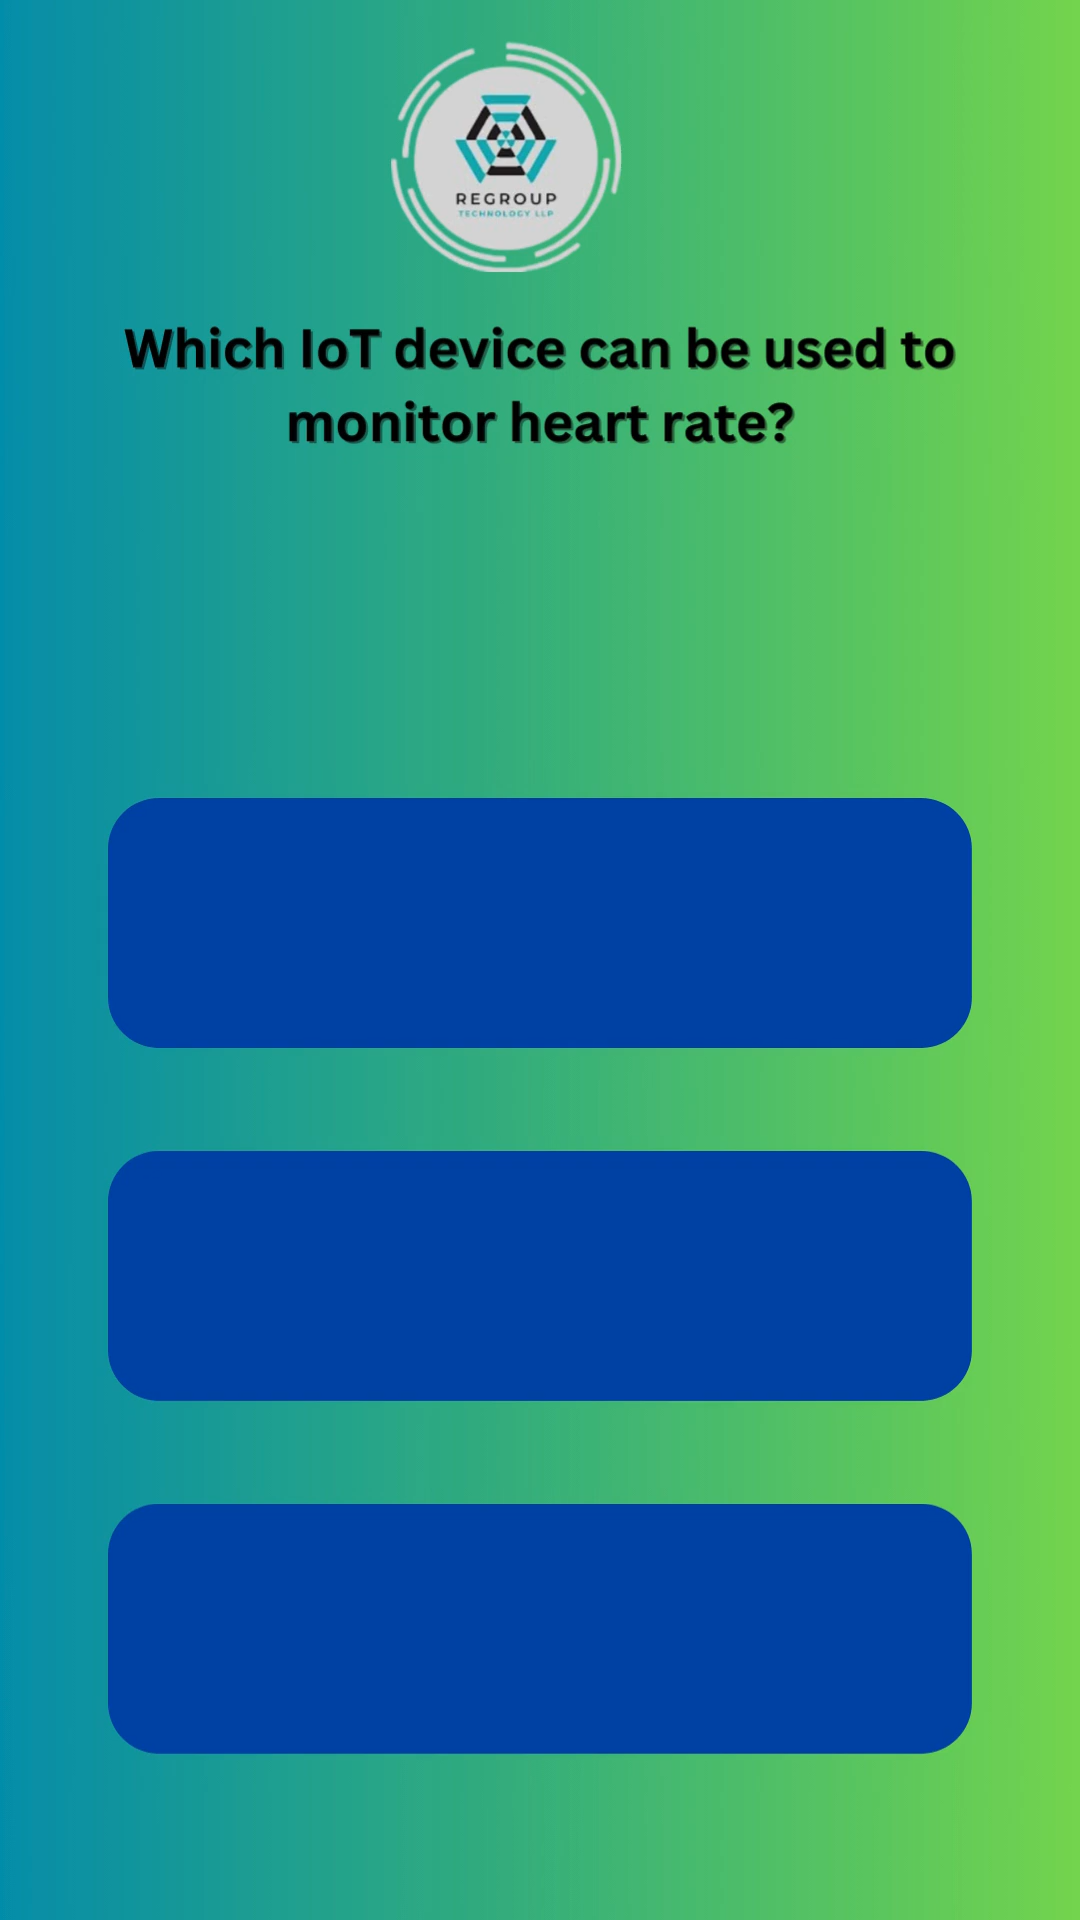 REGROUP
TECHNOLOGY LLP
Which IoT device can be used to
monitor heart rate?